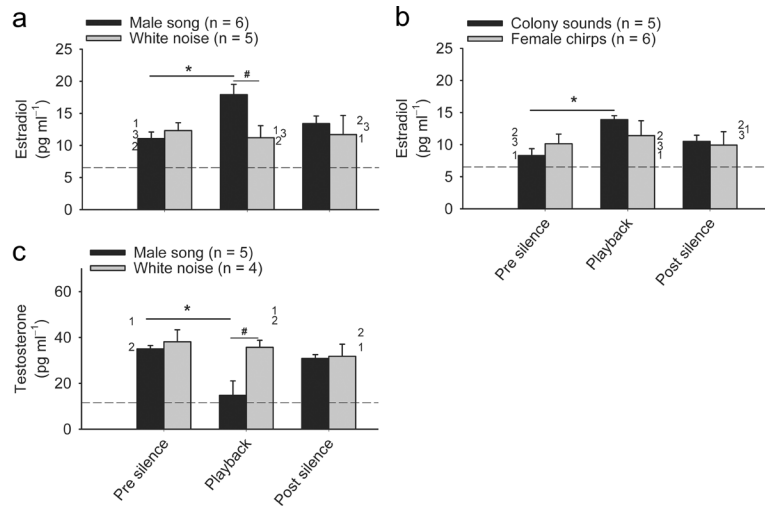 a
Male song (n = 6)
White noise (n = 5)
Estradiol
(pg ml⁻¹)
25
20
15
10
5
0
*
#
1
3
2
1 3
2
2
3
1
b
Colony sounds (n = 5)
Female chirps (n = 6)
Estradiol
(pg ml⁻¹)
25
20
15
10
5
0
*
2
3
1
2
3
1
2
1
3
Pre silence
Playback
Post silence
c
Male song (n = 5)
White noise (n = 4)
Testosterone
(pg ml⁻¹)
60
40
20
0
*
#
1
2
1
2
2
1
Pre silence
Playback
Post silence